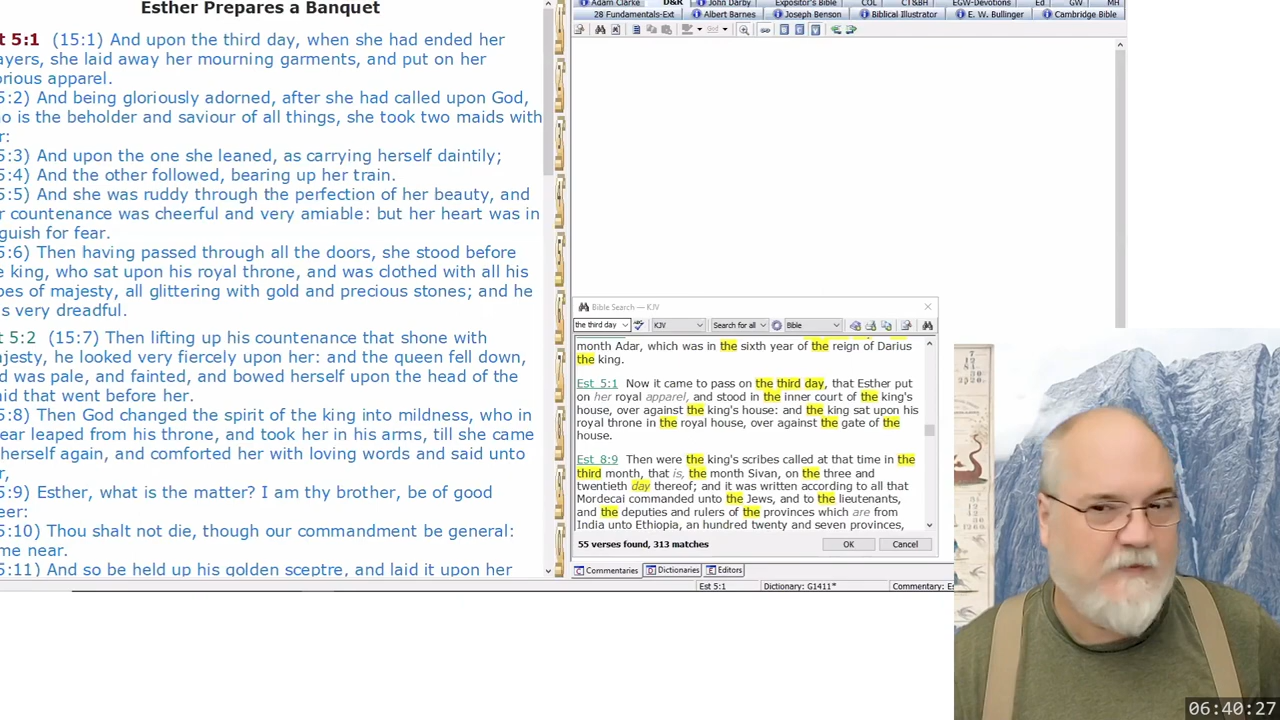 Esther Prepares a Banquet
t 5:1 (15:1) And upon the third day, when she had ended her
ayers, she laid away her mourning garments, and put on her
orious apparel.
5:2) And being gloriously adorned, after she had called upon God,
o is the beholder and saviour of all things, she took two maids with
r:
5:3) And upon the one she leaned, as carrying herself daintily;
5:4) And the other followed, bearing up her train.
5:5) And she was ruddy through the perfection of her beauty, and
r countenance was cheerful and very amiable: but her heart was in
guish for fear.
5:6) Then having passed through all the doors, she stood before
e king, who sat upon his royal throne, and was clothed with all his
bes of majesty, all glittering with gold and precious stones; and he
s very dreadful.
t 5:2 (15:7) Then lifting up his countenance that shone with
ajesty, he looked very fiercely upon her: and the queen fell down,
d was pale, and fainted, and bowed herself upon the head of the
aid that went before her.
5:8) Then God changed the spirit of the king into mildness, who in
ear leaped from his throne, and took her in his arms, till she came
herself again, and comforted her with loving words and said unto
r,
5:9) Esther, what is the matter? I am thy brother, be of good
eer:
5:10) Thou shalt not die, though our commandment be general:
me near.
5:11) And so be held up his golden sceptre, and laid it upon her
Adam Clarke D&R John Darby Expositor's Bible COL CT&BH EGW-Devotions Ed GW MH
28 Fundamentals-Ext Albert Barnes Joseph Benson Biblical Illustrator E. W. Bullinger Cambridge Bible
Bible Search — KJV
the third day KJV Search for all Bible
month Adar, which was in the sixth year of the reign of Darius
the king.
Est 5:1 Now it came to pass on the third day, that Esther put
on her royal apparel, and stood in the inner court of the king's
house, over against the king's house: and the king sat upon his
royal throne in the royal house, over against the gate of the
house.
Est 8:9 Then were the king's scribes called at that time in the
third month, that is, the month Sivan, on the three and
twentieth day thereof; and it was written according to all that
Mordecai commanded unto the Jews, and to the lieutenants,
and the deputies and rulers of the provinces which are from
India unto Ethiopia, an hundred twenty and seven provinces,
55 verses found, 313 matches OK Cancel
Commentaries Dictionaries Editors
Est 5:1 Dictionary: G1411* Commentary: Es
06:40:27